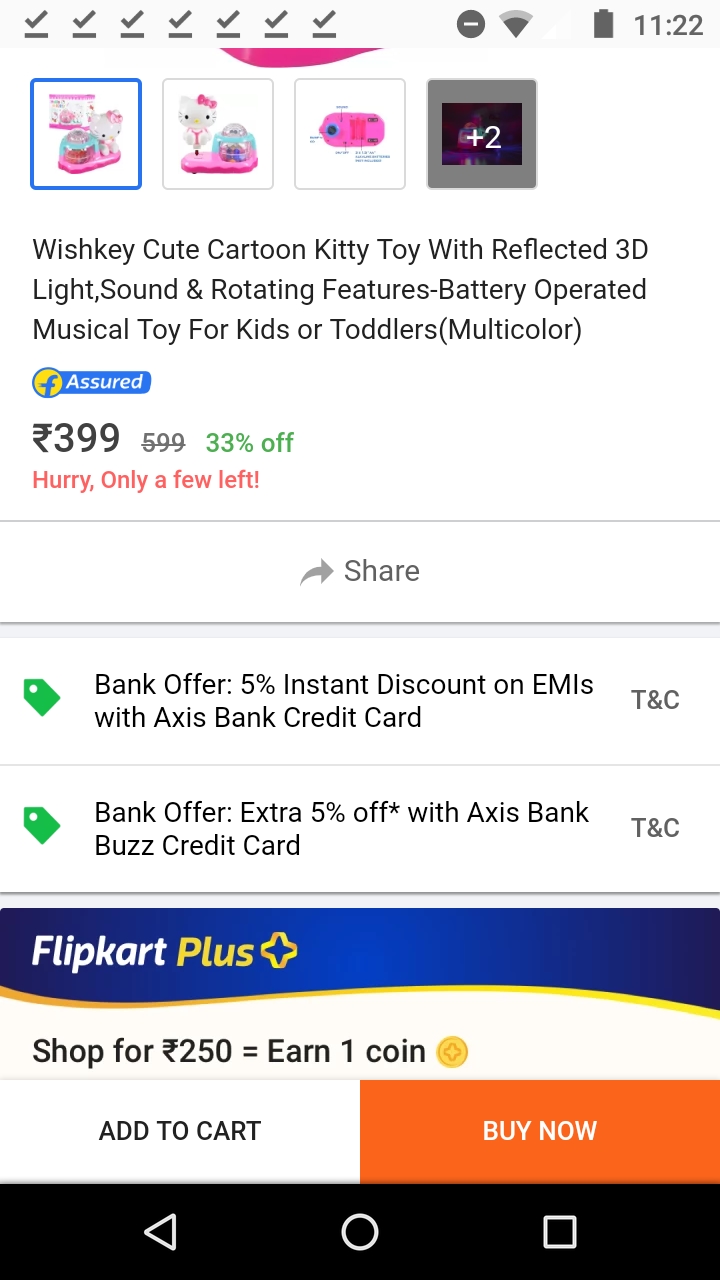 11:22
+2
Wishkey Cute Cartoon Kitty Toy With Reflected 3D
Light,Sound & Rotating Features-Battery Operated
Musical Toy For Kids or Toddlers(Multicolor)
Assured
₹399 599 33% off
Hurry, Only a few left!
Share
Bank Offer: 5% Instant Discount on EMIs
with Axis Bank Credit Card
T&C
Bank Offer: Extra 5% off* with Axis Bank
Buzz Credit Card
T&C
Flipkart Plus
Shop for ₹250 = Earn 1 coin
ADD TO CART
BUY NOW